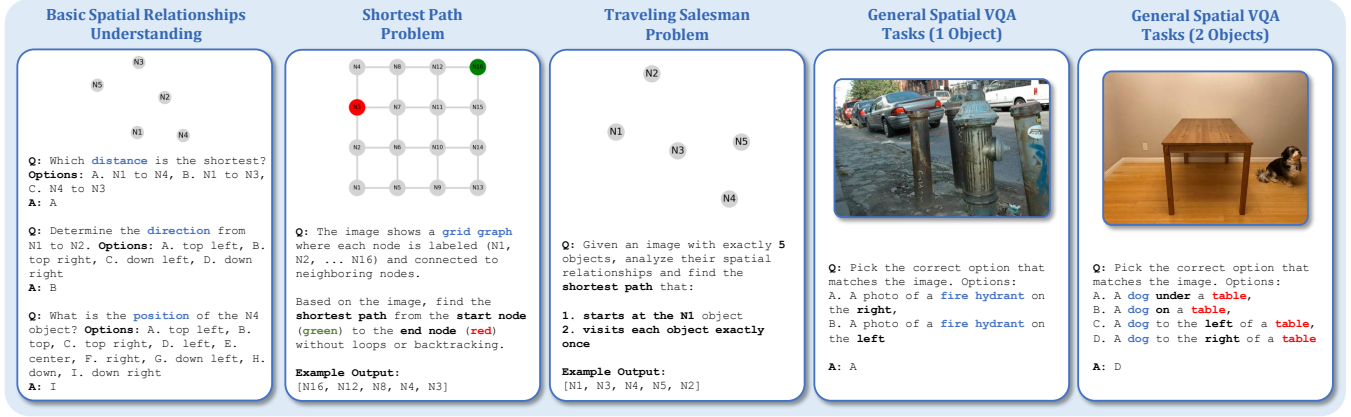 Basic Spatial Relationships
Understanding
N3
N5
N2
N1
N4
Q: Which distance is the shortest?
Options: A. N1 to N4, B. N1 to N3,
C. N4 to N3
A: A
Q: Determine the direction from
N1 to N2. Options: A. top left, B.
top right, C. down left, D. down
right
A: B
Q: What is the position of the N4
object? Options: A. top left, B.
top, C. top right, D. left, E.
center, F. right, G. down left, H.
down, I. down right
A: I
Shortest Path
Problem
N4 N8 N12 N16
N3 N7 N11 N15
N2 N6 N10 N14
N1 N5 N9 N13
Q: The image shows a grid graph
where each node is labeled (N1,
N2, ... N16) and connected to
neighboring nodes.
Based on the image, find the
shortest path from the start node
(green) to the end node (red)
without loops or backtracking.
Example Output:
[N16, N12, N8, N4, N3]
Traveling Salesman
Problem
N2
N1
N5
N3
N4
Q: Given an image with exactly 5
objects, analyze their spatial
relationships and find the
shortest path that:
1. starts at the N1 object
2. visits each object exactly
once
Example Output:
[N1, N3, N4, N5, N2]
General Spatial VQA
Tasks (1 Object)
Q: Pick the correct option that
matches the image. Options:
A. A photo of a fire hydrant on
the right,
B. A photo of a fire hydrant on
the left
A: A
General Spatial VQA
Tasks (2 Objects)
Q: Pick the correct option that
matches the image. Options:
A. A dog under a table,
B. A dog on a table,
C. A dog to the left of a table,
D. A dog to the right of a table
A: D